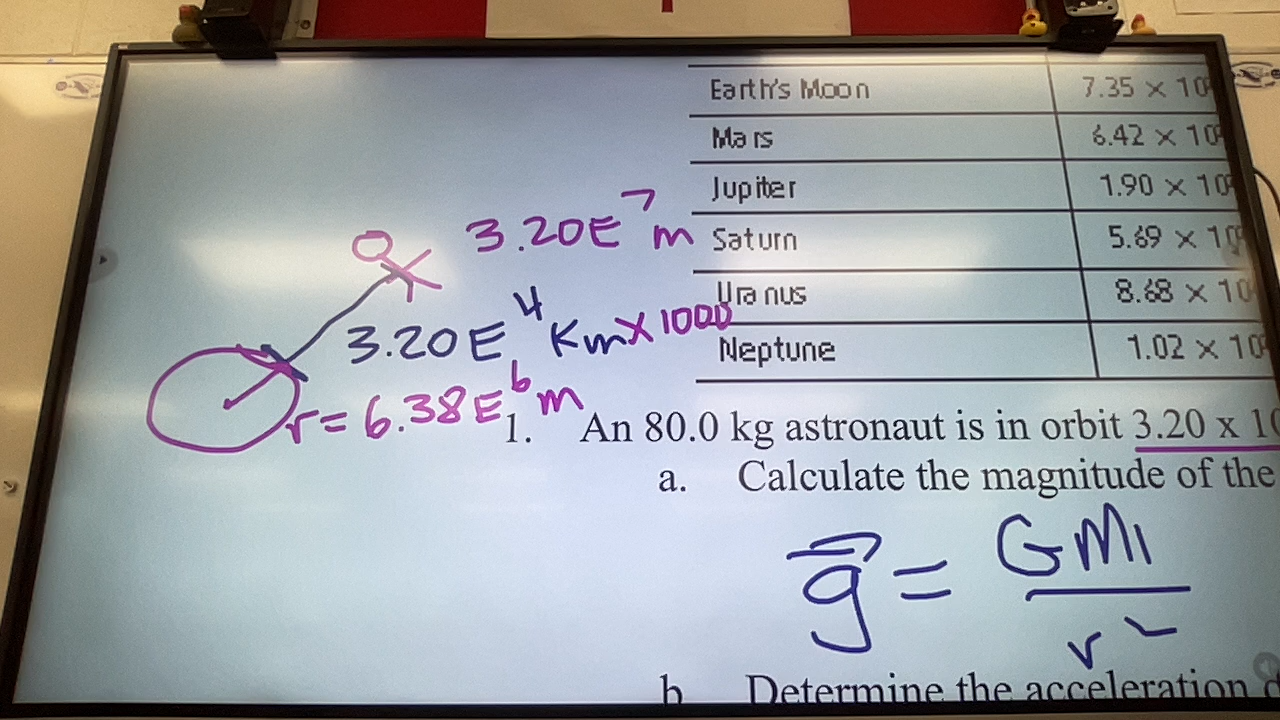 Earth's Moon 7.35 × 10
Mars 6.42 × 10
Jupiter 1.90 × 10
Saturn 5.69 × 10
Uranus 8.68 × 10
Neptune 1.02 × 10
3.20E⁷ m
3.20E⁴ Km × 1000
r = 6.38E⁶ m
1. An 80.0 kg astronaut is in orbit 3.20 x 10
a. Calculate the magnitude of the
g⃗ = GM₁ / r²
b. Determine the acceleration